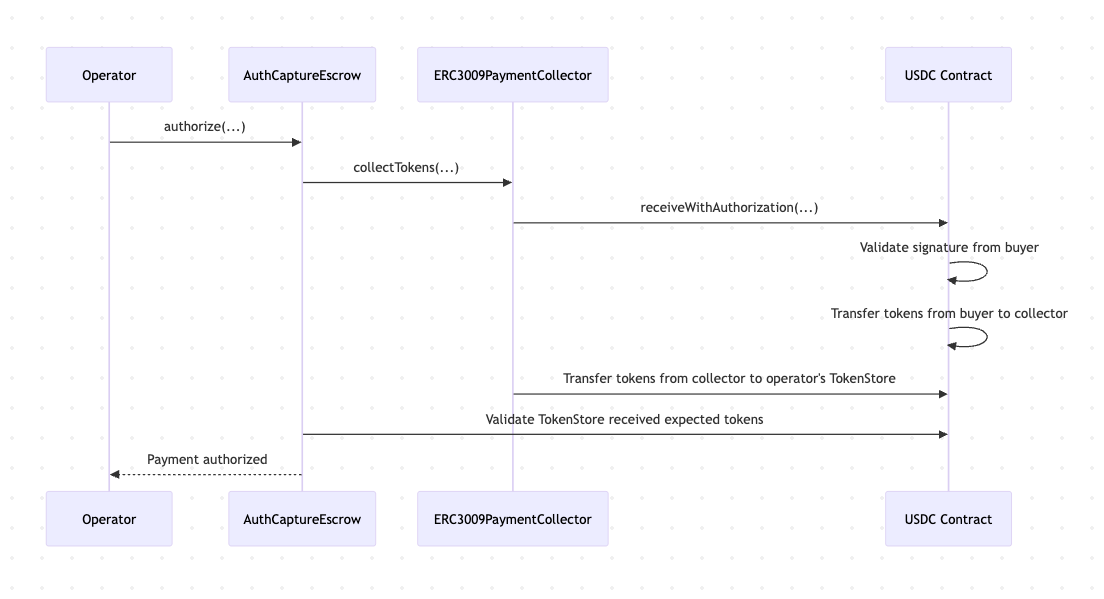 Operator
AuthCaptureEscrow
ERC3009PaymentCollector
USDC Contract
authorize(...)
collectTokens(...)
receiveWithAuthorization(...)
Validate signature from buyer
Transfer tokens from buyer to collector
Transfer tokens from collector to operator's TokenStore
Validate TokenStore received expected tokens
Payment authorized
Operator
AuthCaptureEscrow
ERC3009PaymentCollector
USDC Contract